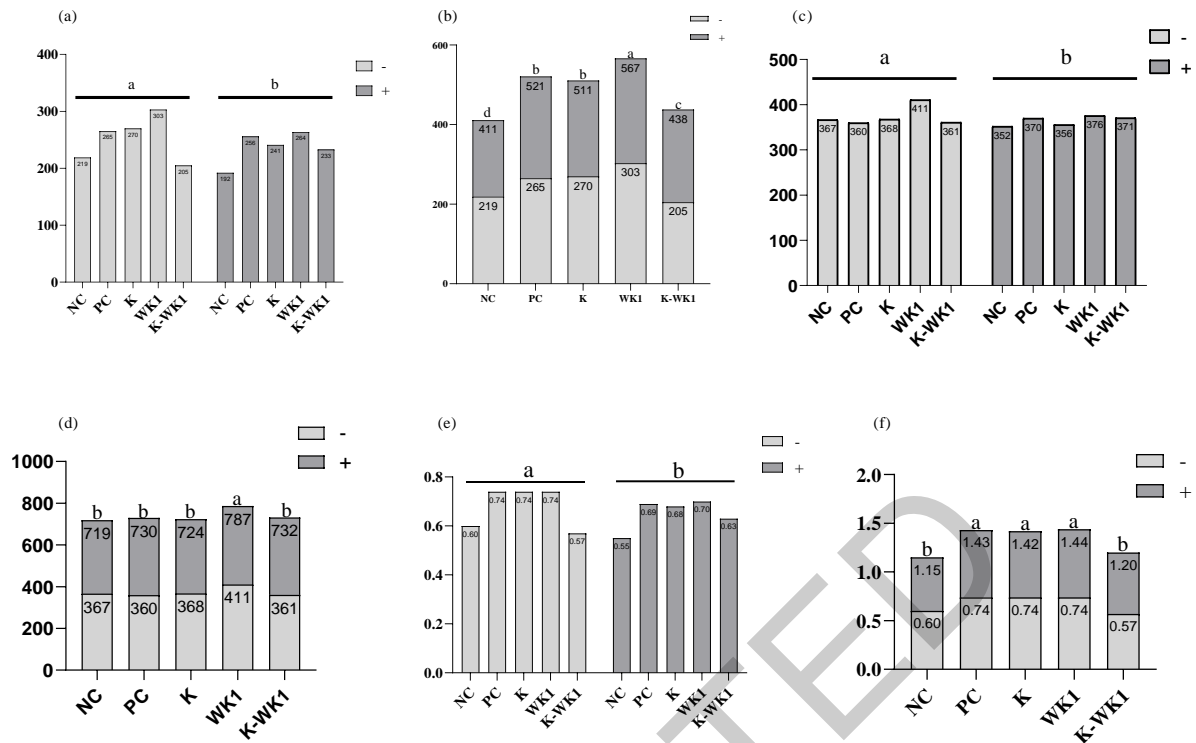 (a)
400
300
200
100
0
a
b
-
+
219
265
270
303
205
192
256
241
264
233
NC
PC
K
WK1
K-WK1
NC
PC
K
WK1
K-WK1
(b)
-
+
600
400
200
0
d
b
b
a
c
411
521
511
567
438
219
265
270
303
205
NC
PC
K
WK1
K-WK1
(c)
-
+
500
400
300
200
100
0
a
b
367
360
368
411
361
352
370
356
376
371
NC
PC
K
WK1
K-WK1
NC
PC
K
WK1
K-WK1
(d)
-
+
1000
800
600
400
200
0
b
b
b
a
b
719
730
724
787
732
367
360
368
411
361
NC
PC
K
WK1
K-WK1
(e)
-
+
0.8
0.6
0.4
0.2
0.0
a
b
0.60
0.74
0.74
0.74
0.57
0.55
0.69
0.68
0.70
0.63
NC
PC
K
WK1
K-WK1
NC
PC
K
WK1
K-WK1
(f)
-
+
2.0
1.5
1.0
0.5
0.0
b
a
a
a
b
1.15
1.43
1.42
1.44
1.20
0.60
0.74
0.74
0.74
0.57
NC
PC
K
WK1
K-WK1
TED